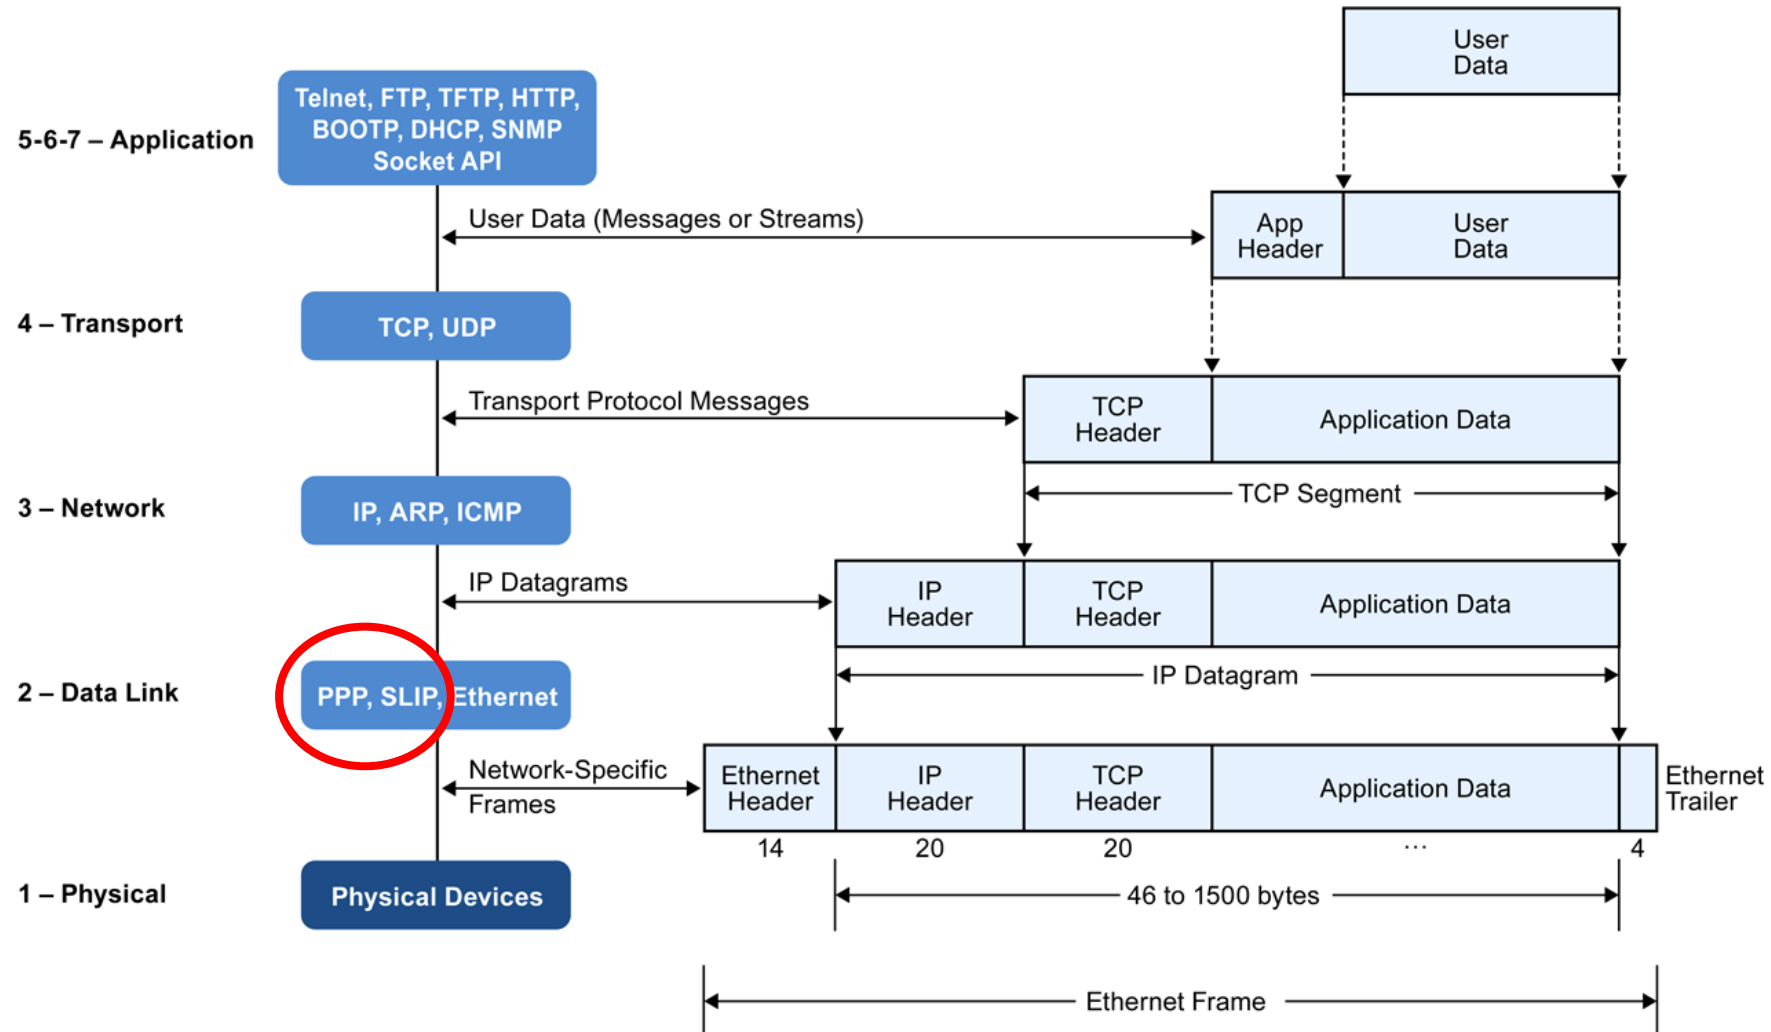 User
Data
5-6-7 – Application
Telnet, FTP, TFTP, HTTP,
BOOTP, DHCP, SNMP
Socket API
User Data (Messages or Streams)
App
Header
User
Data
4 – Transport
TCP, UDP
Transport Protocol Messages
TCP
Header
Application Data
TCP Segment
3 – Network
IP, ARP, ICMP
IP Datagrams
IP
Header
TCP
Header
Application Data
IP Datagram
2 – Data Link
PPP, SLIP, Ethernet
Network-Specific
Frames
Ethernet
Header
IP
Header
TCP
Header
Application Data
Ethernet
Trailer
14
20
20
...
4
1 – Physical
Physical Devices
46 to 1500 bytes
Ethernet Frame